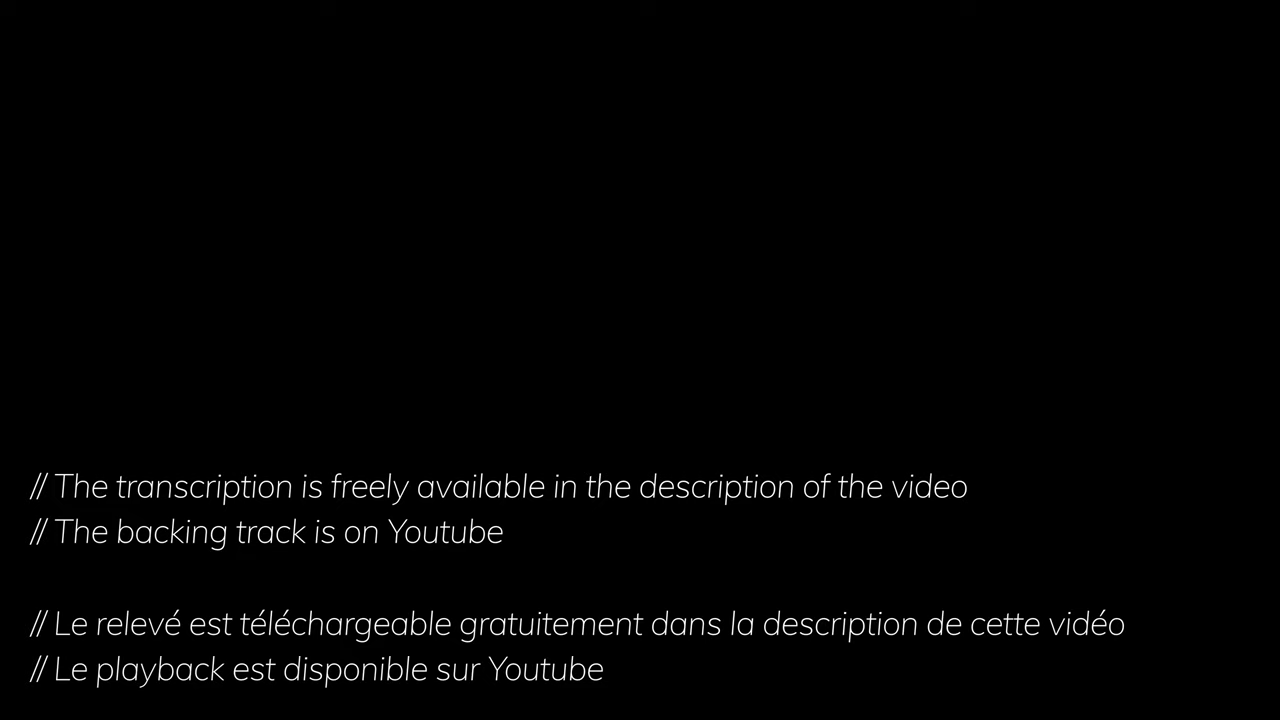 // The transcription is freely available in the description of the video
// The backing track is on Youtube
// Le relevé est téléchargeable gratuitement dans la description de cette vidéo
// Le playback est disponible sur Youtube